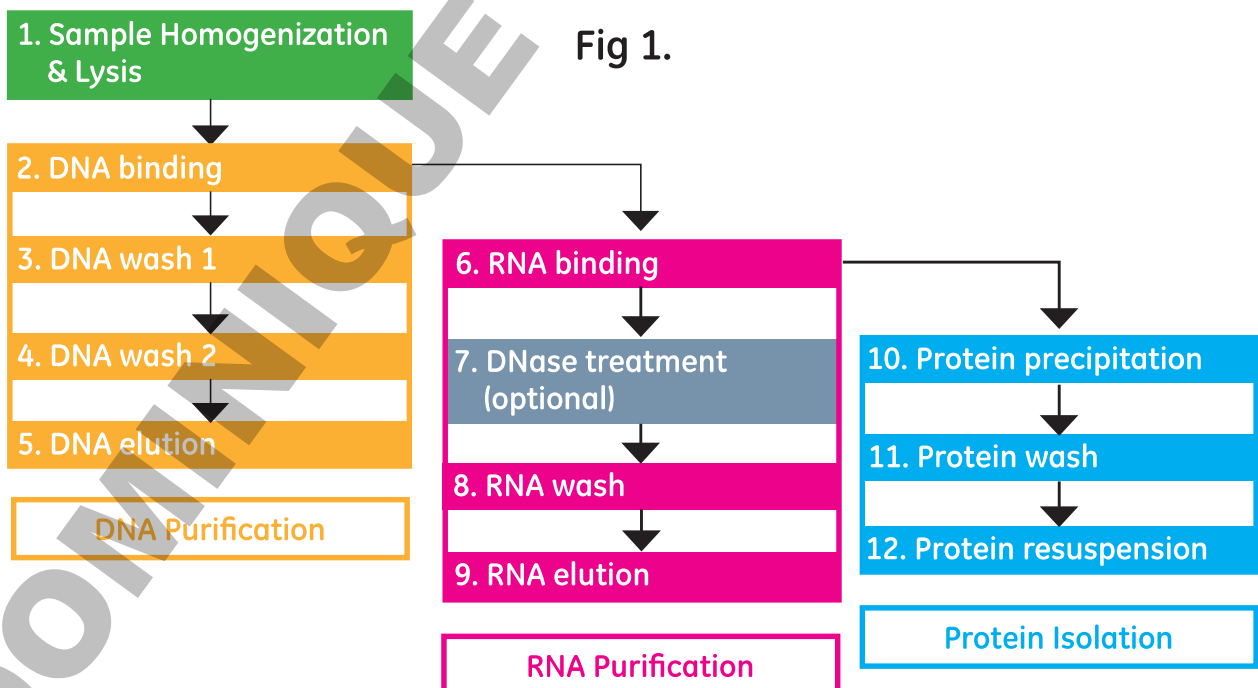 Fig 1.
1. Sample Homogenization
& Lysis
2. DNA binding
3. DNA wash 1
4. DNA wash 2
5. DNA elution
DNA Purification
6. RNA binding
7. DNase treatment
(optional)
8. RNA wash
9. RNA elution
RNA Purification
10. Protein precipitation
11. Protein wash
12. Protein resuspension
Protein Isolation
DOMINIQUE